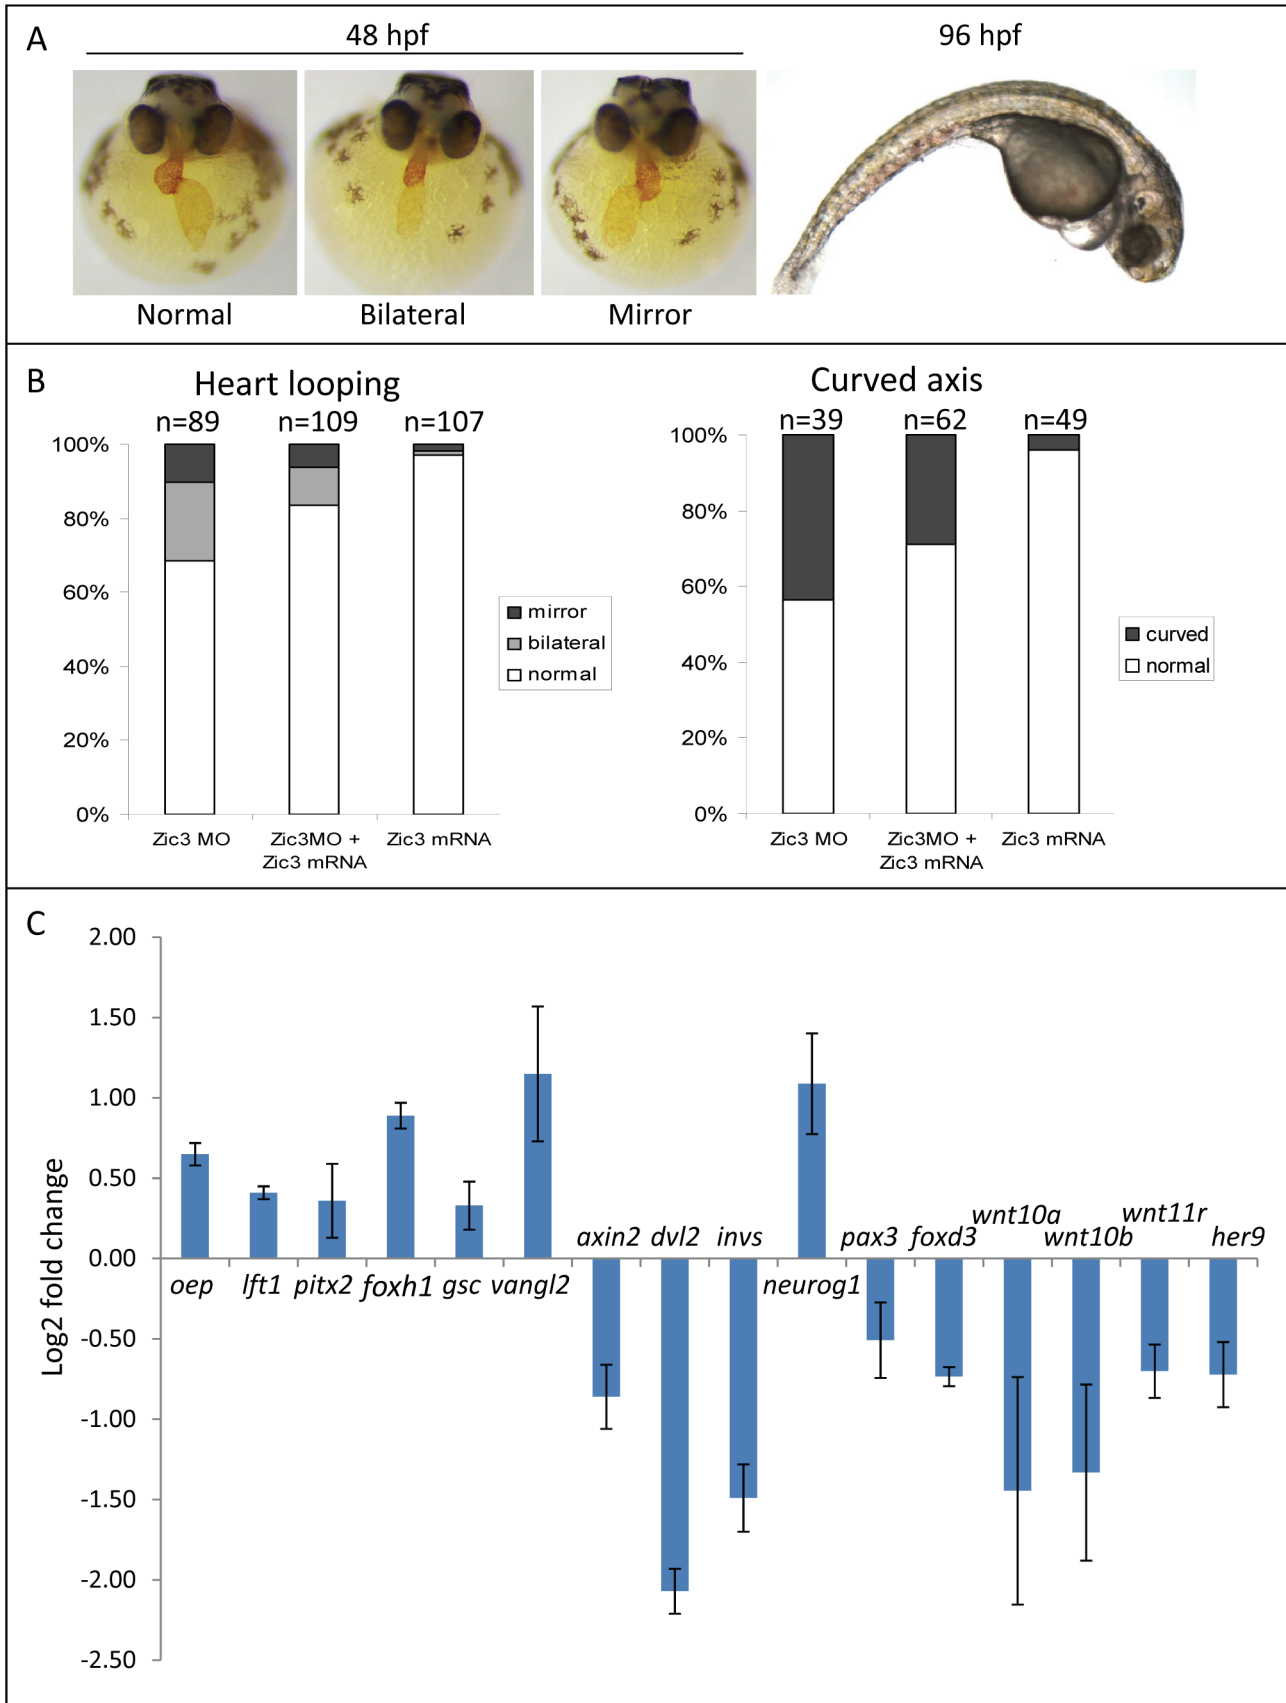 A
48 hpf
96 hpf
Normal
Bilateral
Mirror
B
Heart looping
n=89
n=109
n=107
100%
80%
60%
40%
20%
0%
Zic3 MO
Zic3MO +
Zic3 mRNA
Zic3 mRNA
mirror
bilateral
normal
Curved axis
n=39
n=62
n=49
100%
80%
60%
40%
20%
0%
Zic3 MO
Zic3MO +
Zic3 mRNA
Zic3 mRNA
curved
normal
C
Log2 fold change
2.00
1.50
1.00
0.50
0.00
-0.50
-1.00
-1.50
-2.00
-2.50
oep
lft1
pitx2
foxh1
gsc
vangl2
axin2
dvl2
invs
neurog1
pax3
foxd3
wnt10a
wnt10b
wnt11r
her9